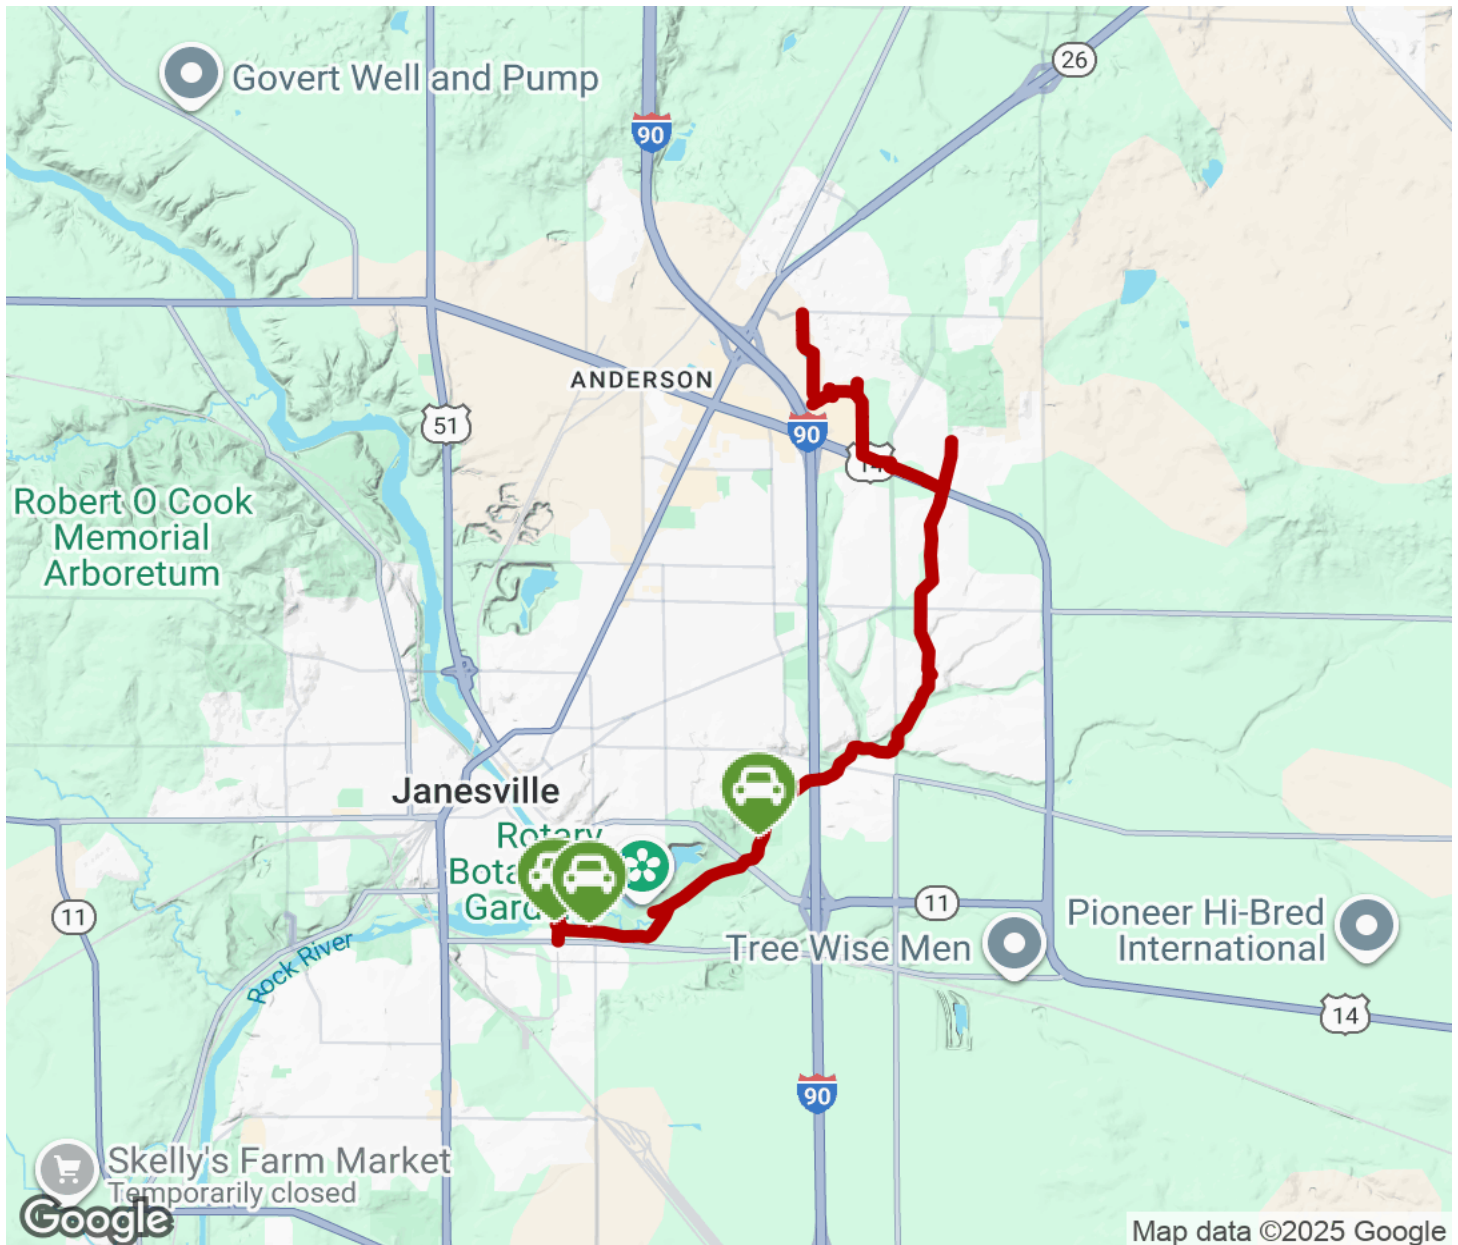 Govert Well and Pump
26
90
ANDERSON
51
90
14
Robert O Cook
Memorial
Arboretum
Janesville
Rotary
Bota
Gard
11
11
Pioneer Hi-Bred
International
Tree Wise Men
Rock River
14
90
Skelly's Farm Market
Temporarily closed
Google
Map data ©2025 Google